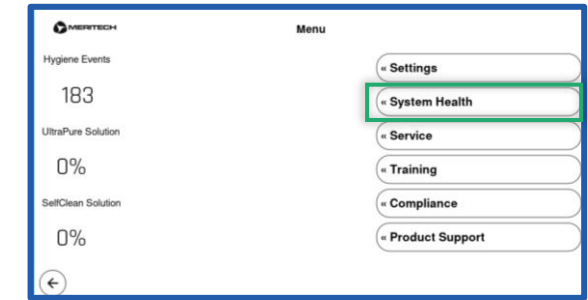 MERITECH
Menu
Hygiene Events
183
UltraPure Solution
0%
SelfClean Solution
0%
« Settings
« System Health
« Service
« Training
« Compliance
« Product Support